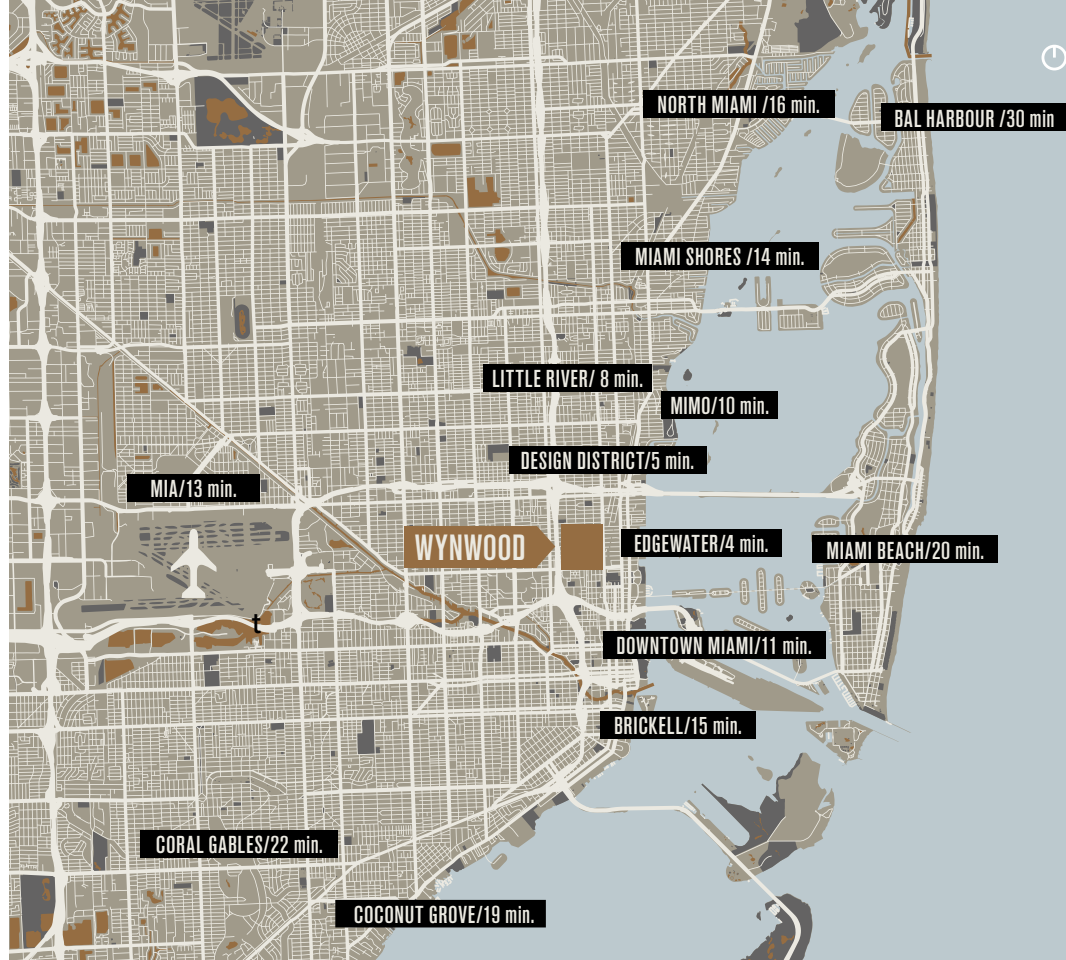 NORTH MIAMI /16 min.
BAL HARBOUR /30 min
MIAMI SHORES /14 min.
LITTLE RIVER/ 8 min.
MIMO/10 min.
DESIGN DISTRICT/5 min.
MIA/13 min.
WYNWOOD
EDGEWATER/4 min.
MIAMI BEACH/20 min.
t
DOWNTOWN MIAMI/11 min.
BRICKELL/15 min.
CORAL GABLES/22 min.
COCONUT GROVE/19 min.